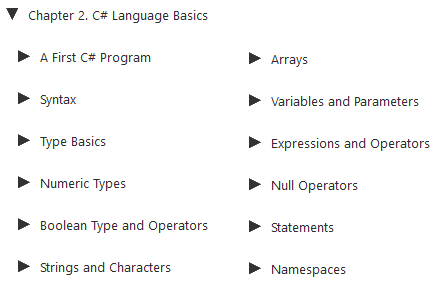 Chapter 2. C# Language Basics
A First C# Program
Syntax
Type Basics
Numeric Types
Boolean Type and Operators
Strings and Characters
Arrays
Variables and Parameters
Expressions and Operators
Null Operators
Statements
Namespaces